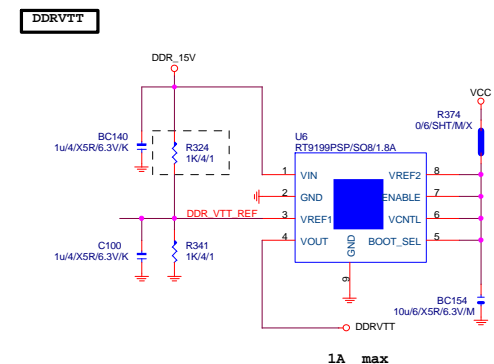 DDRVTT
DDR_15V
VCC
R374
0/6/SHT/M/X
BC140
1u/4/X5R/6.3V/K
R324
1K/4/1
U6
RT9199PSP/SO8/1.8A
1 VIN VREF2 8
2 GND ENABLE 7
DDR_VTT_REF 3 VREF1 VCNTL 6
4 VOUT BOOT_SEL 5
GND
9
C100
1u/4/X5R/6.3V/K
R341
1K/4/1
BC154
10u/6/X5R/6.3V/M
DDRVTT
1A max